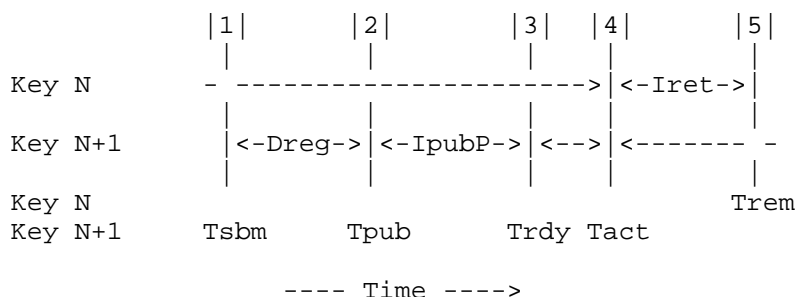 |1|      |2|       |3|  |4|      |5|
             |        |         |    |        |
Key N       - ---------------------->|<-Iret->|
             |        |         |    |        |
Key N+1      |<-Dreg->|<-IpubP->|<-->|<------- -
             |        |         |    |        |
Key N                                        Trem
Key N+1     Tsbm     Tpub      Trdy Tact
                 ---- Time ---->